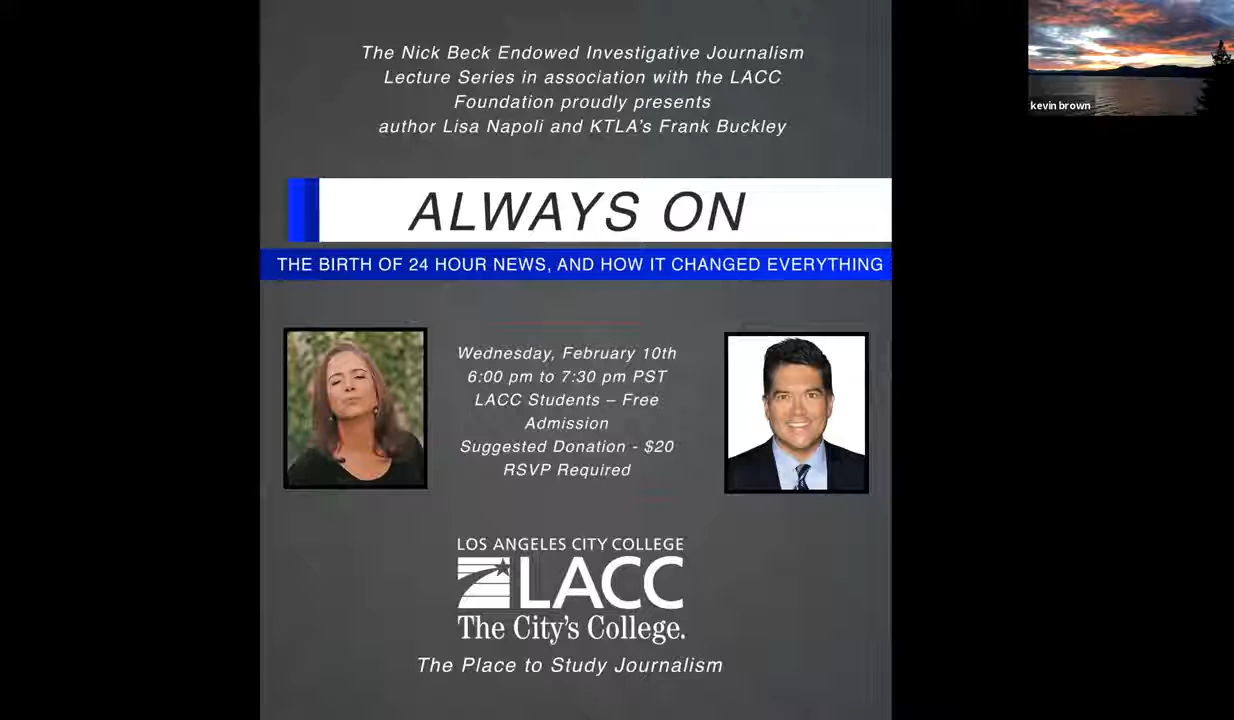 The Nick Beck Endowed Investigative Journalism
Lecture Series in association with the LACC
Foundation proudly presents
author Lisa Napoli and KTLA's Frank Buckley
ALWAYS ON
THE BIRTH OF 24 HOUR NEWS, AND HOW IT CHANGED EVERYTHING
Wednesday, February 10th
6:00 pm to 7:30 pm PST
LACC Students – Free
Admission
Suggested Donation - $20
RSVP Required
LOS ANGELES CITY COLLEGE
LACC
The City's College.
The Place to Study Journalism
kevin brown